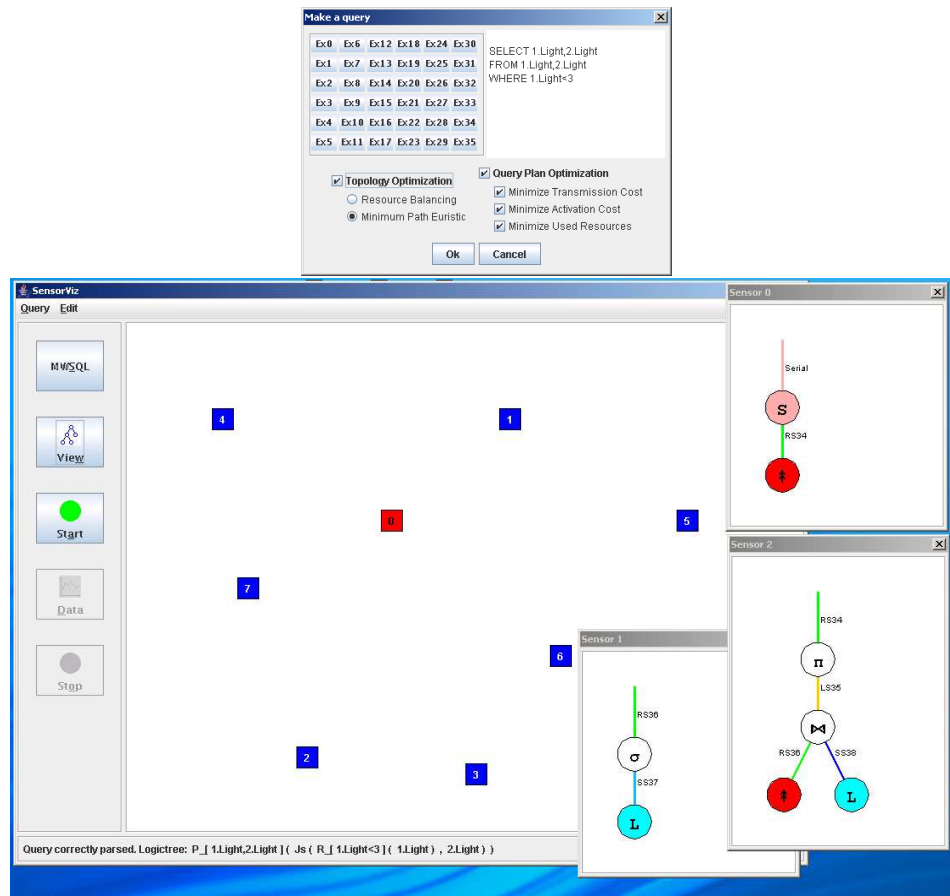 Make a query
Ex0 Ex6 Ex12 Ex18 Ex24 Ex30
Ex1 Ex7 Ex13 Ex19 Ex25 Ex31
Ex2 Ex8 Ex14 Ex20 Ex26 Ex32
Ex3 Ex9 Ex15 Ex21 Ex27 Ex33
Ex4 Ex10 Ex16 Ex22 Ex28 Ex34
Ex5 Ex11 Ex17 Ex23 Ex29 Ex35
SELECT 1.Light,2.Light
FROM 1.Light,2.Light
WHERE 1.Light<3
Topology Optimization
Resource Balancing
Minimum Path Euristic
Query Plan Optimization
Minimize Transmission Cost
Minimize Activation Cost
Minimize Used Resources
Ok Cancel
SensorViz
Query Edit
MWSQL
View
Start
Data
Stop
4
1
0
5
7
6
2
3
Sensor 0
Serial
S
RS34
Sensor 1
RS36
σ
SS37
L
Sensor 2
RS34
π
LS35
⋈
RS36 SS38
L
Query correctly parsed. Logictree: P_[ 1.Light,2.Light ] ( Js ( R_[ 1.Light<3 ] ( 1.Light ) , 2.Light ) )